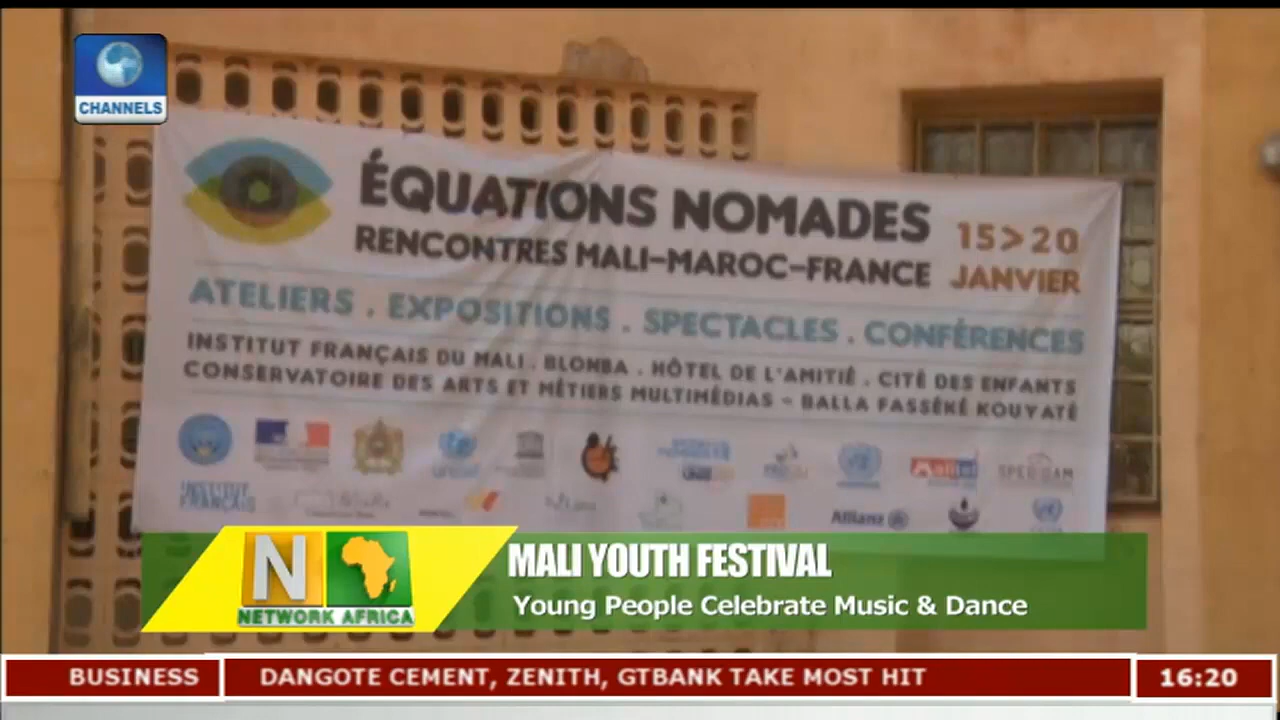 CHANNELS
ÉQUATIONS NOMADES
RENCONTRES MALI-MAROC-FRANCE
15>20
JANVIER
ATELIERS . EXPOSITIONS . SPECTACLES . CONFÉRENCES
INSTITUT FRANÇAIS DU MALI . BLONBA . HÔTEL DE L'AMITIÉ . CITÉ DES ENFANTS
CONSERVATOIRE DES ARTS ET MÉTIERS MULTIMÉDIAS - BALLA FASSÉKÉ KOUYATÉ
unicef
INSTITUT
FRANÇAIS
Allianz
N
NETWORK AFRICA
MALI YOUTH FESTIVAL
Young People Celebrate Music & Dance
BUSINESS
DANGOTE CEMENT, ZENITH, GTBANK TAKE MOST HIT
16:20